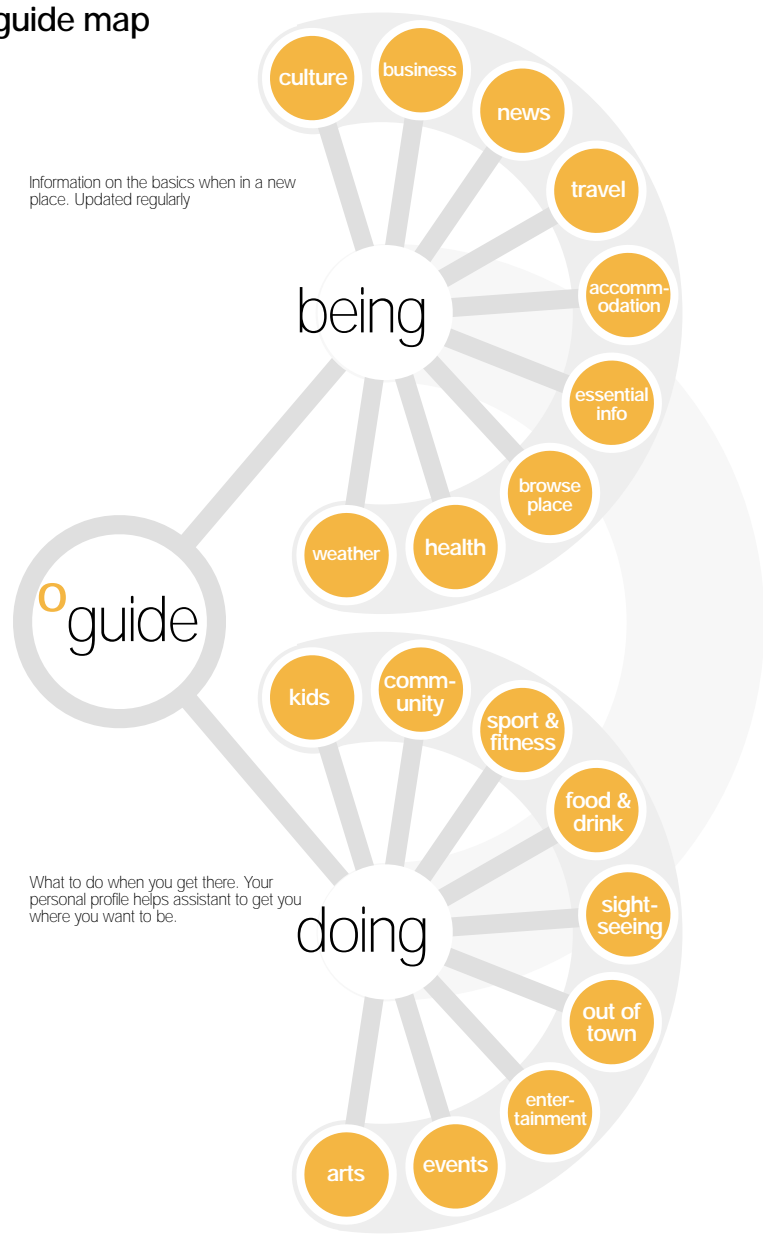 guide map
culture
business
news
travel
accomm-
odation
essential
info
browse
place
health
weather
Information on the basics when in a new
place. Updated regularly
being
oguide
kids
comm-
unity
sport &
fitness
food &
drink
sight-
seeing
out of
town
enter-
tainment
events
arts
What to do when you get there. Your
personal profile helps assistant to get you
where you want to be.
doing